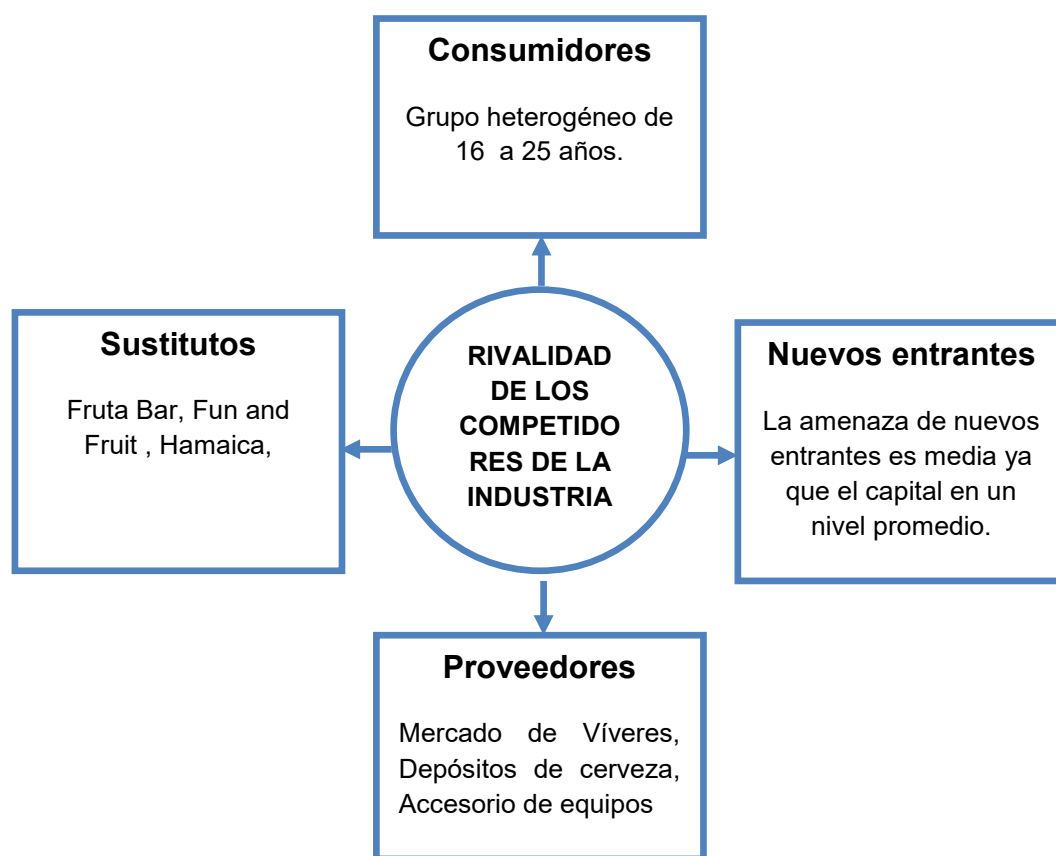 Consumidores
Grupo heterogéneo de
16 a 25 años.
Sustitutos
Fruta Bar, Fun and
Fruit , Hamaica,
RIVALIDAD
DE LOS
COMPETIDO
RES DE LA
INDUSTRIA
Nuevos entrantes
La amenaza de nuevos
entrantes es media ya
que el capital en un
nivel promedio.
Proveedores
Mercado de Víveres,
Depósitos de cerveza,
Accesorio de equipos